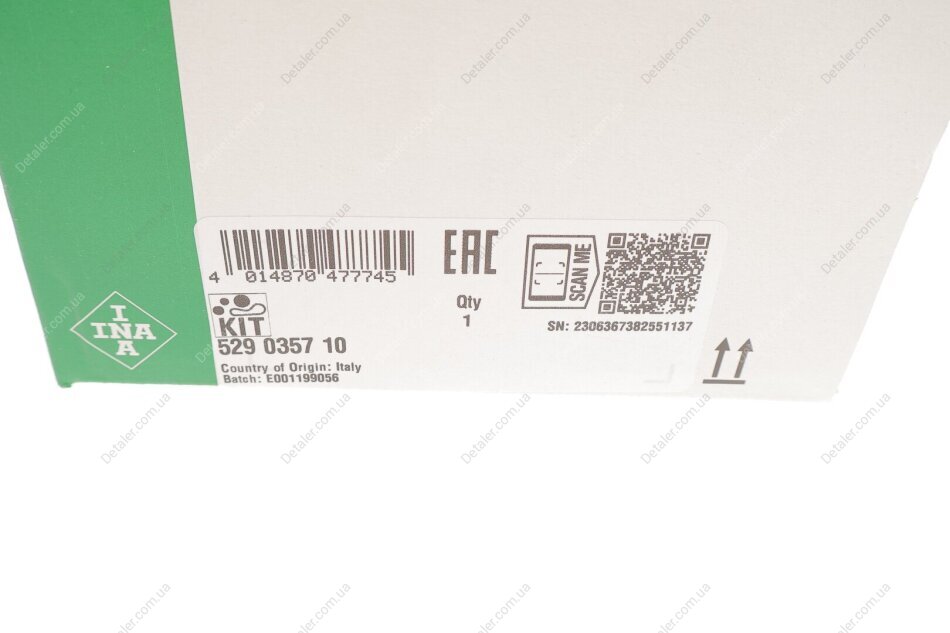 4 014870 477745
EAC
SCAN ME
Qty
1
SN: 2306367382551137
KIT
529 0357 10
Country of Origin: Italy
Batch: E001199056
I
INA
A
Detaler.com.ua